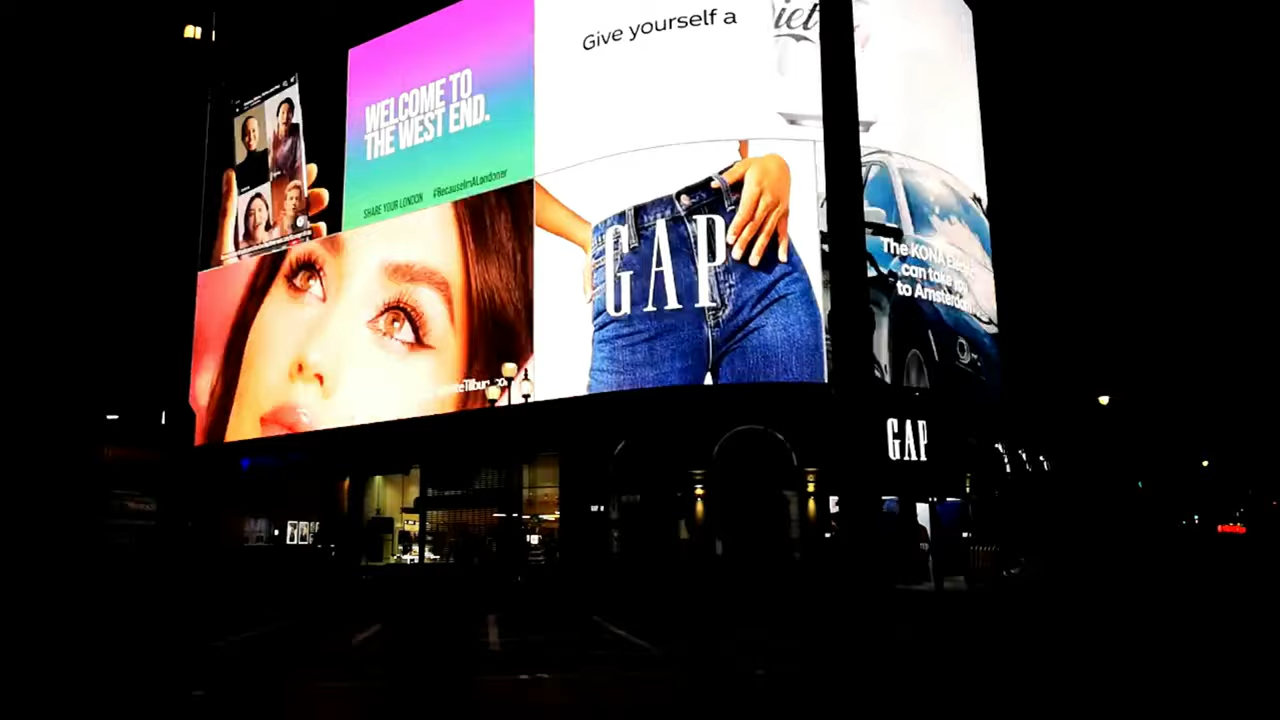 Give yourself a
WELCOME TO
THE WEST END.
SHARE YOUR LONDON #BecauseImALondoner
GAP
The KONA
can take you
to Amsterdam
GAP